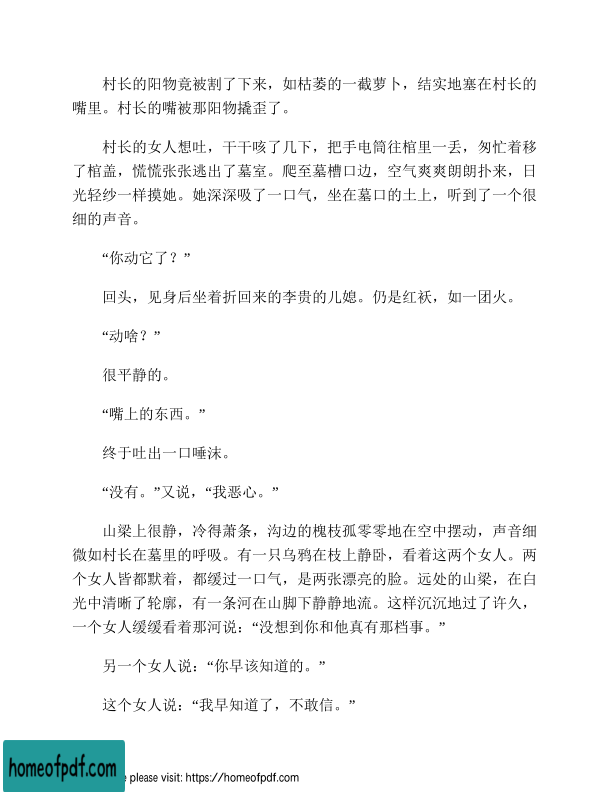 村长的阳物竟被割了下来，如枯萎的一截萝卜，结实地塞在村长的
嘴里。村长的嘴被那阳物撬歪了。
村长的女人想吐，干干咳了几下，把手电筒往棺里一丢，匆忙着移
了棺盖，慌慌张张逃出了墓室。爬至墓槽口边，空气爽爽朗朗扑来，日
光轻纱一样摸她。她深深吸了一口气，坐在墓口的土上，听到了一个很
细的声音。
“你动它了？”
回头，见身后坐着折回来的李贵的儿媳。仍是红袄，如一团火。
“动啥？”
很平静的。
“嘴上的东西。”
终于吐出一口唾沫。
“没有。”又说，“我恶心。”
山梁上很静，冷得萧条，沟边的槐枝孤零零地在空中摆动，声音细
微如村长在墓里的呼吸。有一只乌鸦在枝上静卧，看着这两个女人。两
个女人皆都默着，都缓过一口气，是两张漂亮的脸。远处的山梁，在白
光中清晰了轮廓，有一条河在山脚下静静地流。这样沉沉地过了许久，
一个女人缓缓看着那河说：“没想到你和他真有那档事。”
另一个女人说：“你早该知道的。”
这个女人说：“我早知道了，不敢信。”
homeofpdf.com
e please visit: https://homeofpdf.com